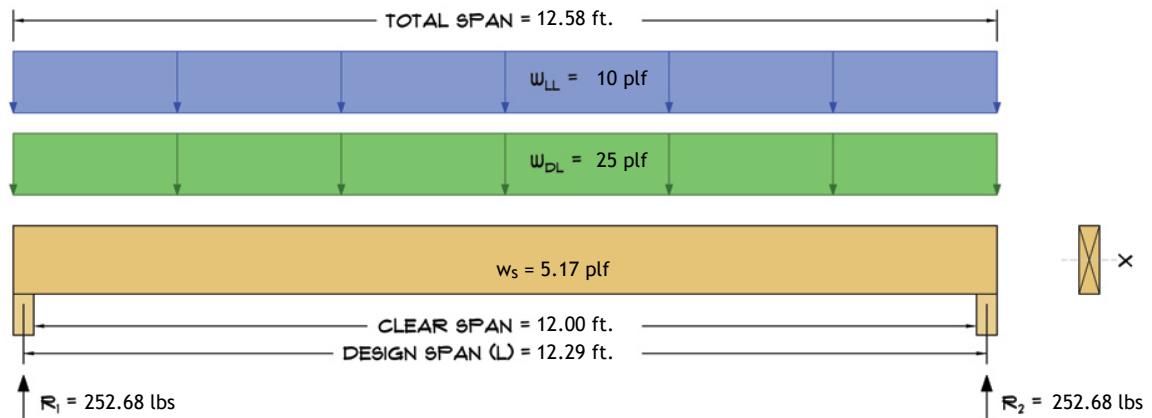 TOTAL SPAN = 12.58 ft.
WLL = 10 plf
WDL = 25 plf
ws = 5.17 plf
X
CLEAR SPAN = 12.00 ft.
DESIGN SPAN (L) = 12.29 ft.
R1 = 252.68 lbs
R2 = 252.68 lbs